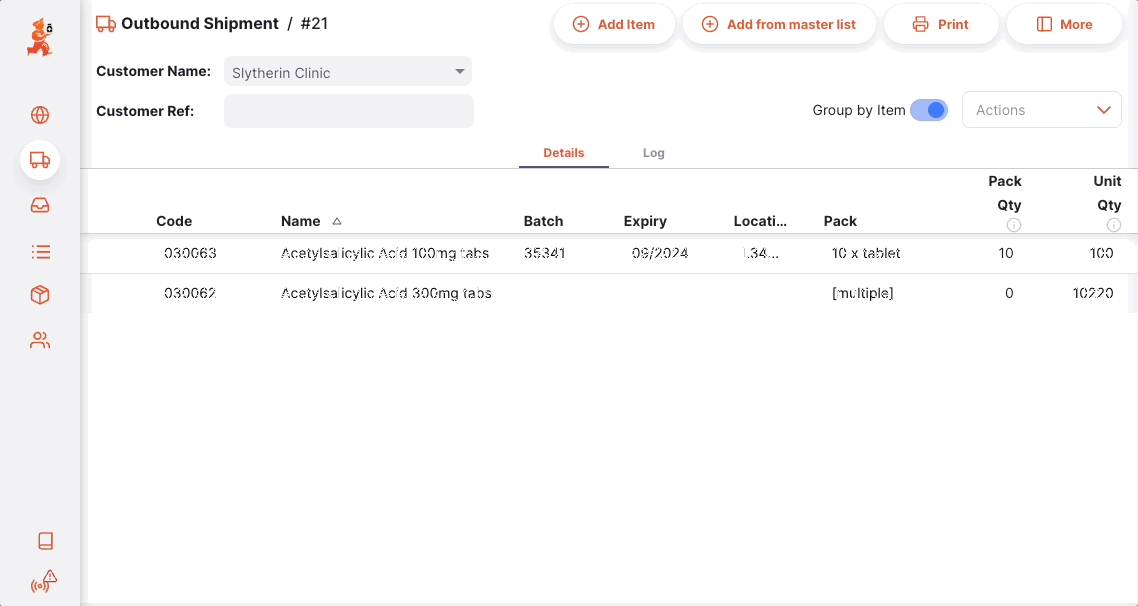 Outbound Shipment / #21
Add Item
Add from master list
Print
More
Customer Name: Slytherin Clinic
Customer Ref:
Group by Item
Actions
Details
Log
Code
Name
Batch
Expiry
Locati...
Pack
Pack Qty
Unit Qty
030063 Acetylsalicylic Acid 100mg tabs 35341 09/2024 L34... 10 x tablet 10 100
030062 Acetylsalicylic Acid 300mg tabs [multiple] 0 10220